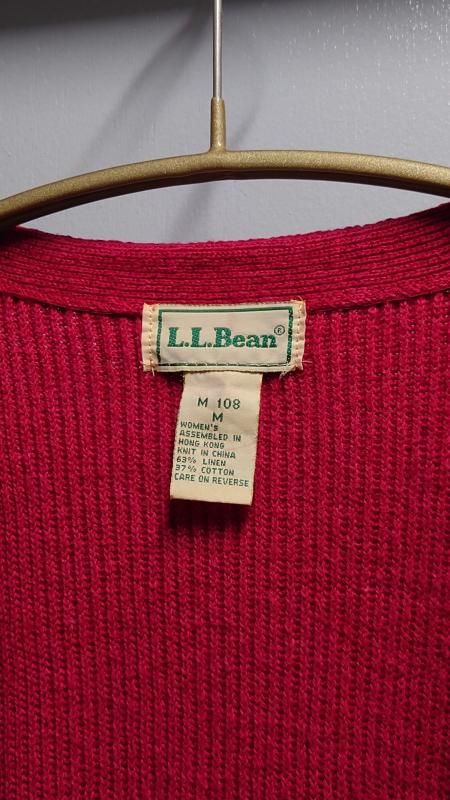 L.L.Bean®
M 108
M
WOMEN'S
ASSEMBLED IN
HONG KONG
KNIT IN CHINA
63% LINEN
37% COTTON
CARE ON REVERSE